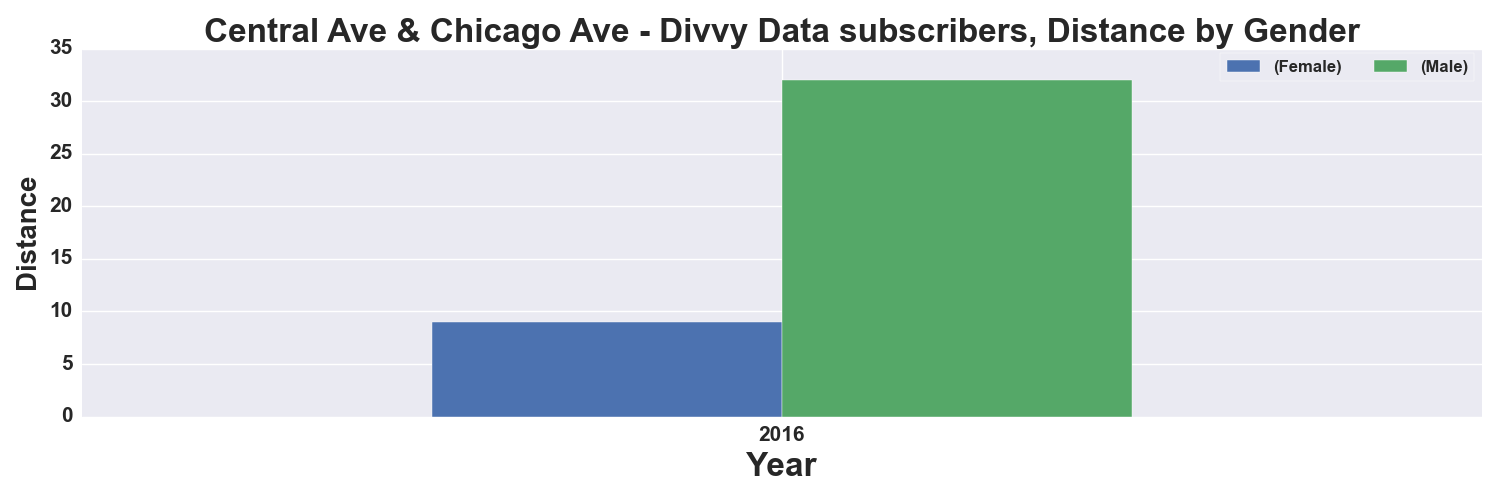 Central Ave & Chicago Ave - Divvy Data subscribers, Distance by Gender
(Female) (Male)
35
30
25
20
15
10
5
0
Distance
2016
Year